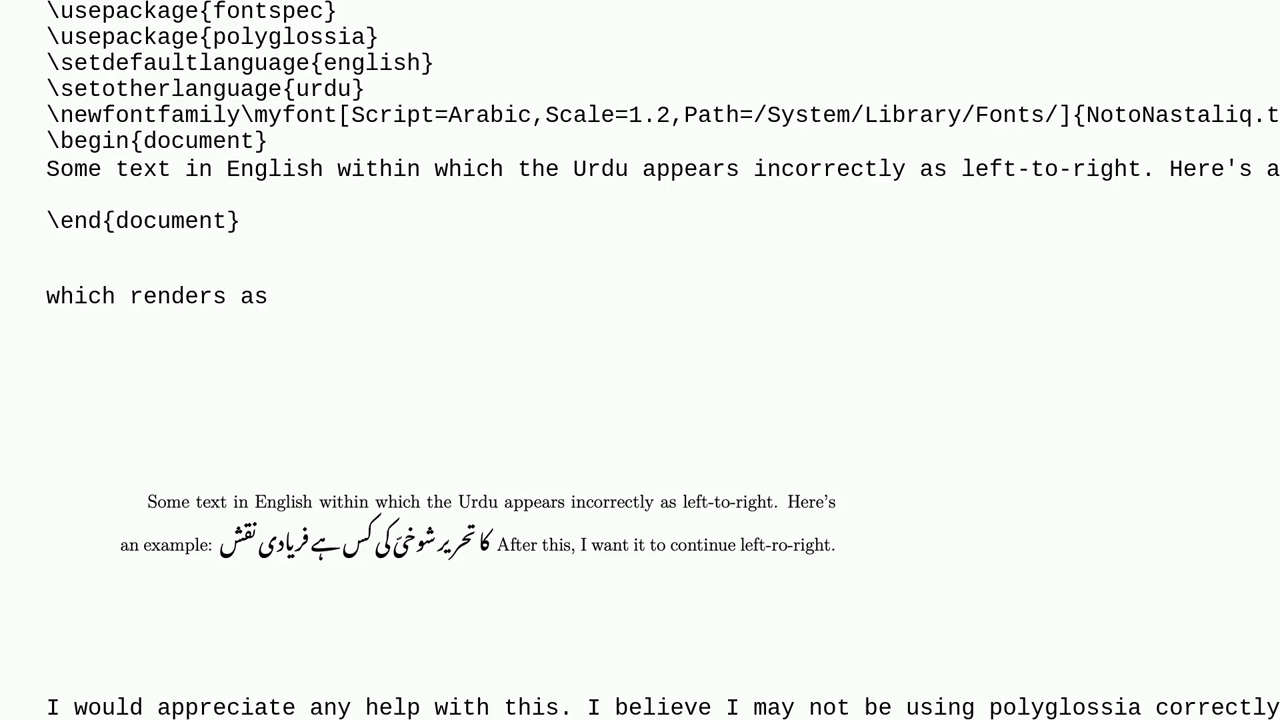 \usepackage{fontspec}
\usepackage{polyglossia}
\setdefaultlanguage{english}
\setotherlanguage{urdu}
\newfontfamily\myfont[Script=Arabic,Scale=1.2,Path=/System/Library/Fonts/]{NotoNastaliq.t
\begin{document}
Some text in English within which the Urdu appears incorrectly as left-to-right. Here's a
\end{document}
which renders as
Some text in English within which the Urdu appears incorrectly as left-to-right. Here's
an example: کا تحریر شوخیٔ کی کس ہے فریادی نقش After this, I want it to continue left-ro-right.
I would appreciate any help with this. I believe I may not be using polyglossia correctly